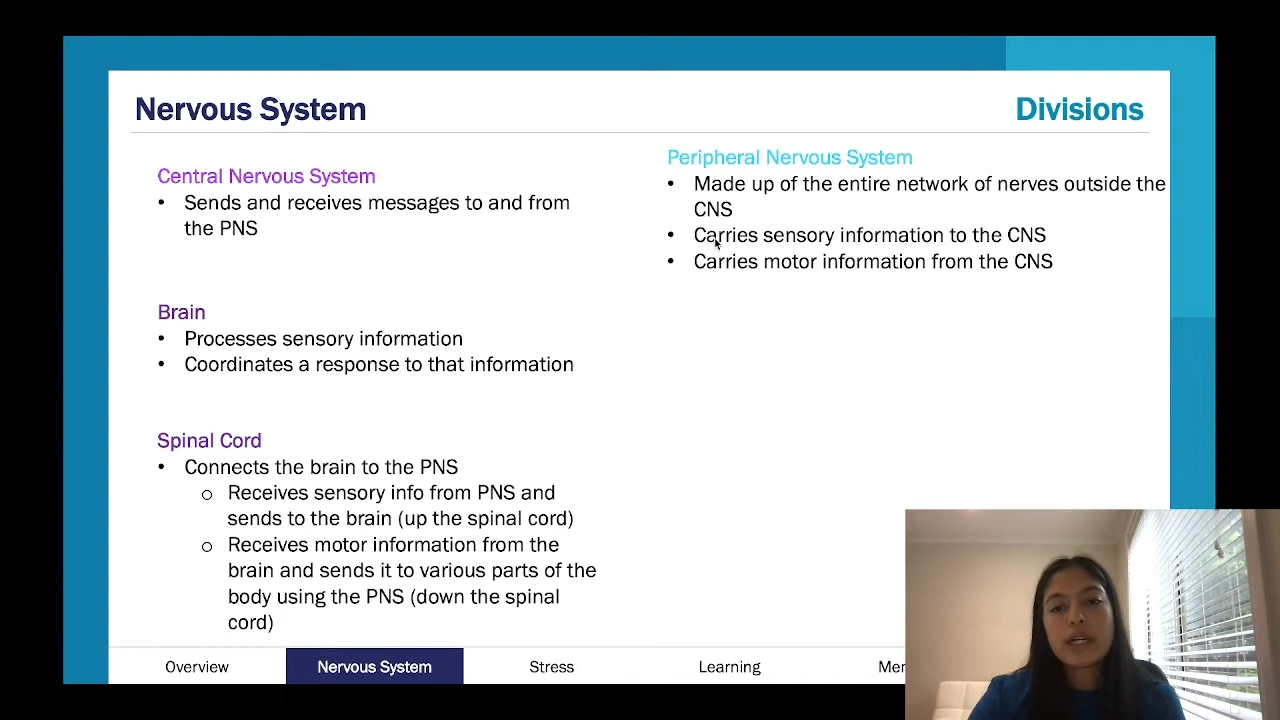 Nervous System
Divisions
Central Nervous System
• Sends and receives messages to and from
the PNS
Brain
• Processes sensory information
• Coordinates a response to that information
Spinal Cord
• Connects the brain to the PNS
o Receives sensory info from PNS and
sends to the brain (up the spinal cord)
o Receives motor information from the
brain and sends it to various parts of the
body using the PNS (down the spinal
cord)
Peripheral Nervous System
• Made up of the entire network of nerves outside the
CNS
• Carries sensory information to the CNS
• Carries motor information from the CNS
Overview
Nervous System
Stress
Learning